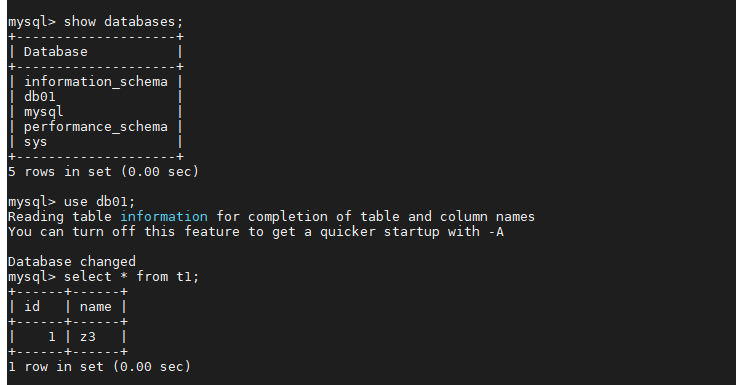 mysql> show databases;
+--------------------+
| Database           |
+--------------------+
| information_schema |
| db01               |
| mysql              |
| performance_schema |
| sys                |
+--------------------+
5 rows in set (0.00 sec)
mysql> use db01;
Reading table information for completion of table and column names
You can turn off this feature to get a quicker startup with -A
Database changed
mysql> select * from t1;
+------+------+
| id   | name |
+------+------+
|    1 | z3   |
+------+------+
1 row in set (0.00 sec)